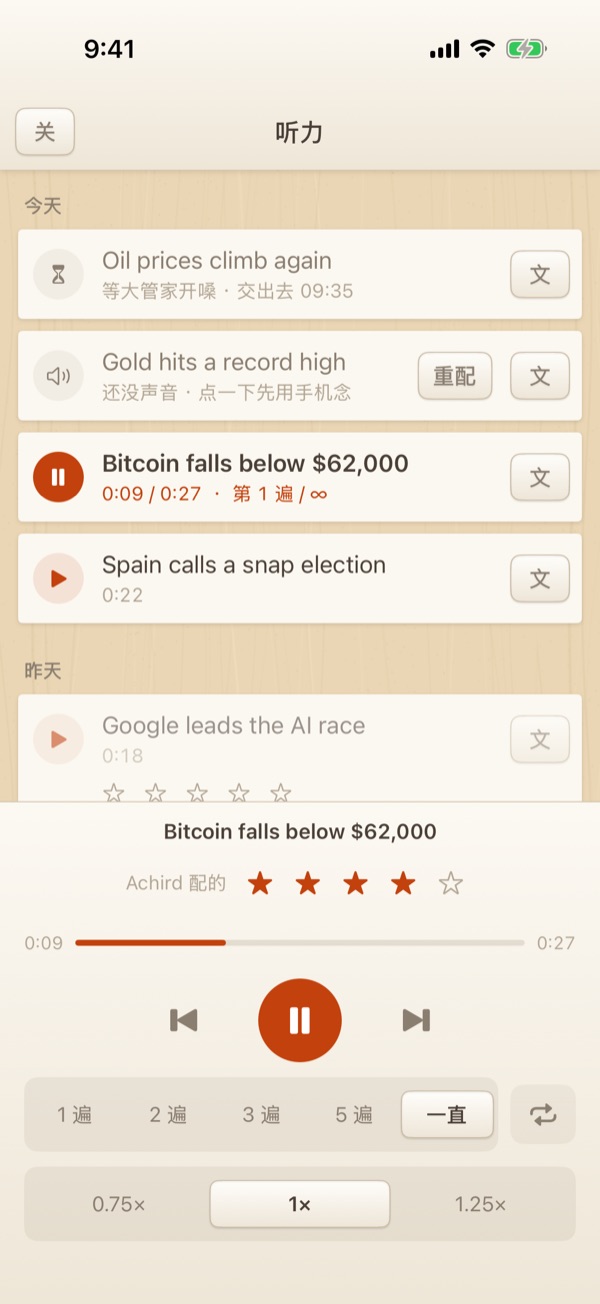 9:41
关
听力
今天
Oil prices climb again
等大管家开嗓 · 交出去 09:35
文
Gold hits a record high
还没声音 · 点一下先用手机念
重配
文
Bitcoin falls below $62,000
0:09 / 0:27 · 第 1 遍 / ∞
文
Spain calls a snap election
0:22
文
昨天
Google leads the AI race
0:18
文
Bitcoin falls below $62,000
Achird 配的
0:09
0:27
1 遍 2 遍 3 遍 5 遍 一直
0.75× 1× 1.25×